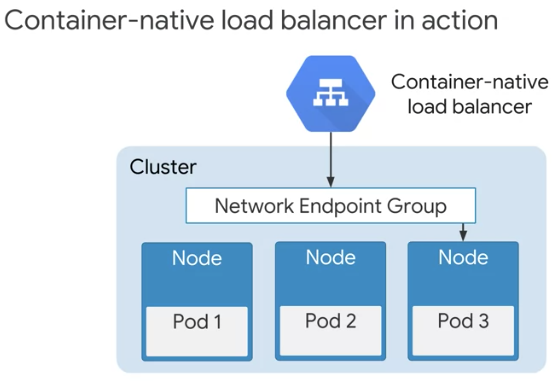 Container-native load balancer in action
Container-native
load balancer
Cluster
Network Endpoint Group
Node
Node
Node
Pod 1
Pod 2
Pod 3